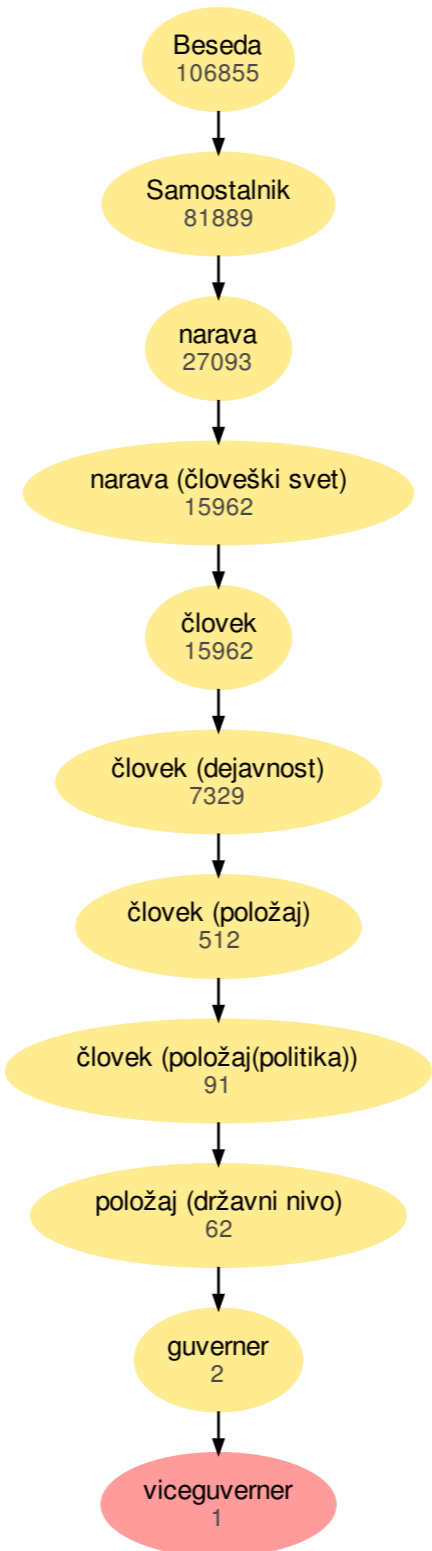 Beseda
106855
Samostalnik
81889
narava
27093
narava (človeški svet)
15962
človek
15962
človek (dejavnost)
7329
človek (položaj)
512
človek (položaj(politika))
91
položaj (državni nivo)
62
guverner
2
viceguverner
1